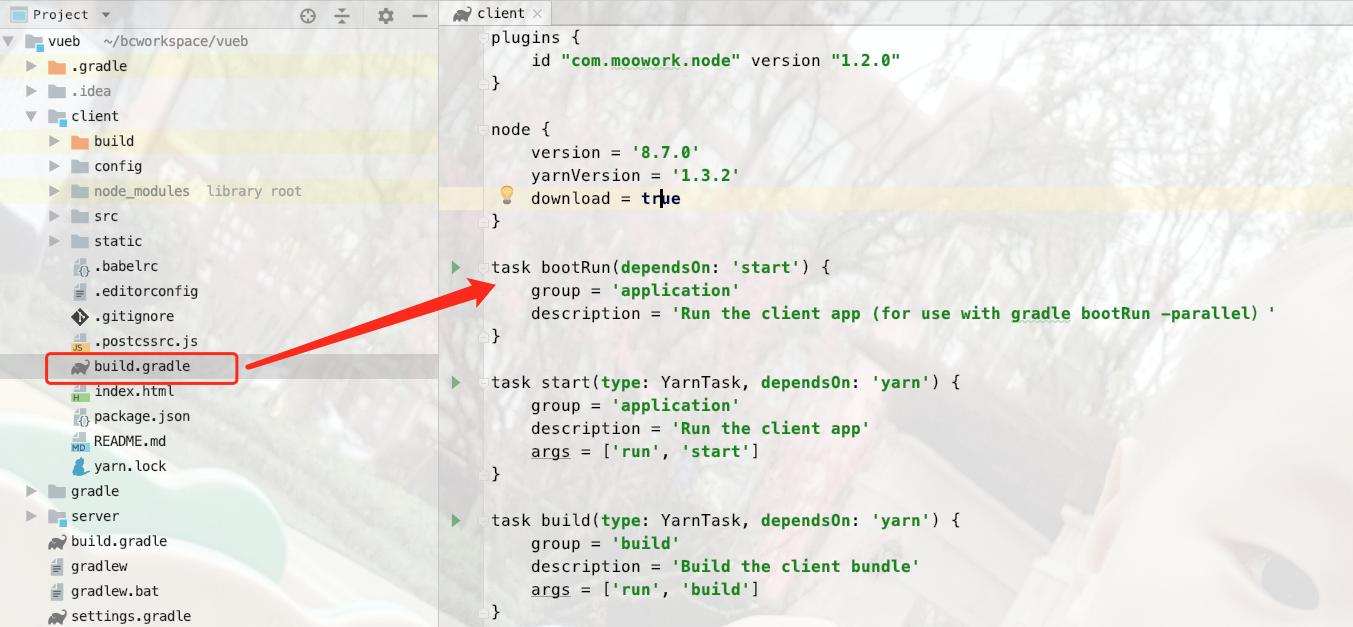 Project
vueb ~/bcworkspace/vueb
.gradle
.idea
client
build
config
node_modules library root
src
static
.babelrc
.editorconfig
.gitignore
.postcssrc.js
build.gradle
index.html
package.json
README.md
yarn.lock
gradle
server
build.gradle
gradlew
gradlew.bat
settings.gradle
client
plugins {
id "com.moowork.node" version "1.2.0"
}
node {
version = '8.7.0'
yarnVersion = '1.3.2'
download = true
}
task bootRun(dependsOn: 'start') {
group = 'application'
description = 'Run the client app (for use with gradle bootRun -parallel) '
}
task start(type: YarnTask, dependsOn: 'yarn') {
group = 'application'
description = 'Run the client app'
args = ['run', 'start']
}
task build(type: YarnTask, dependsOn: 'yarn') {
group = 'build'
description = 'Build the client bundle'
args = ['run', 'build']
}